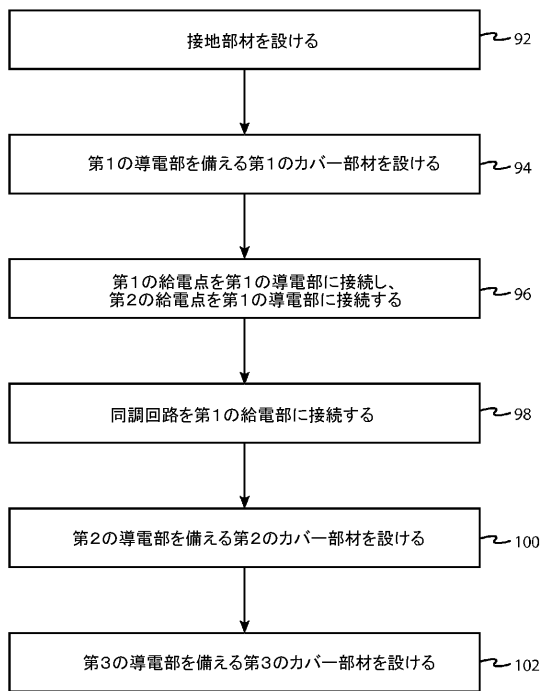 接地部材を設ける
92
第1の導電部を備える第1のカバー部材を設ける
94
第1の給電点を第1の導電部に接続し、
第2の給電点を第1の導電部に接続する
96
同調回路を第1の給電部に接続する
98
第2の導電部を備える第2のカバー部材を設ける
100
第3の導電部を備える第3のカバー部材を設ける
102